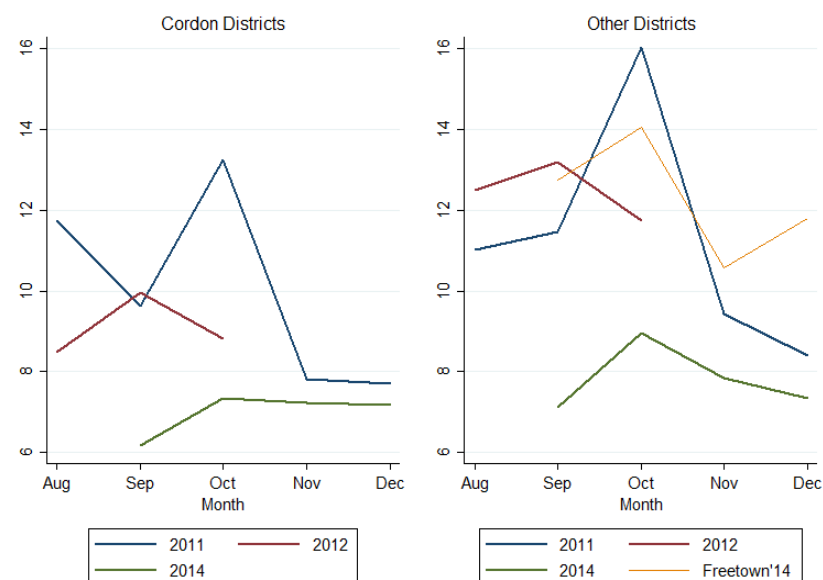 Cordon Districts
16
14
12
10
8
6
Aug Sep Oct Nov Dec
Month
2011 2012
2014
Other Districts
16
14
12
10
8
6
Aug Sep Oct Nov Dec
Month
2011 2012
2014 Freetown'14